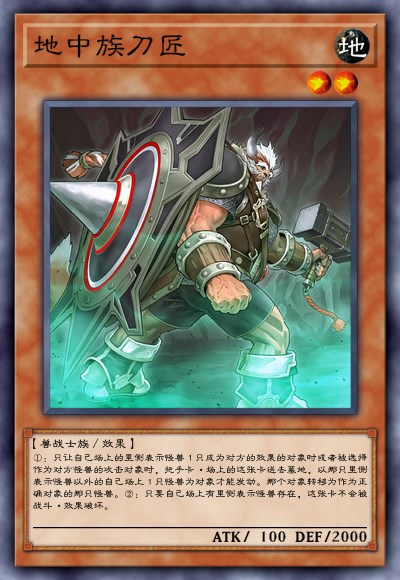 地中族刀匠
地
【兽战士族/效果】
①:只让自己场上的里侧表示怪兽1只成为对方的效果的对象时或者被选择
作为对方怪兽的攻击对象时,把手卡·场上的这张卡送去墓地,以那只里侧
表示怪兽以外的自己场上1只怪兽为对象才能发动。那个对象转移为作为正
确对象的那只怪兽。②:只要自己场上有里侧表示怪兽存在,这张卡不会被
战斗·效果破坏。
ATK/ 100 DEF/2000